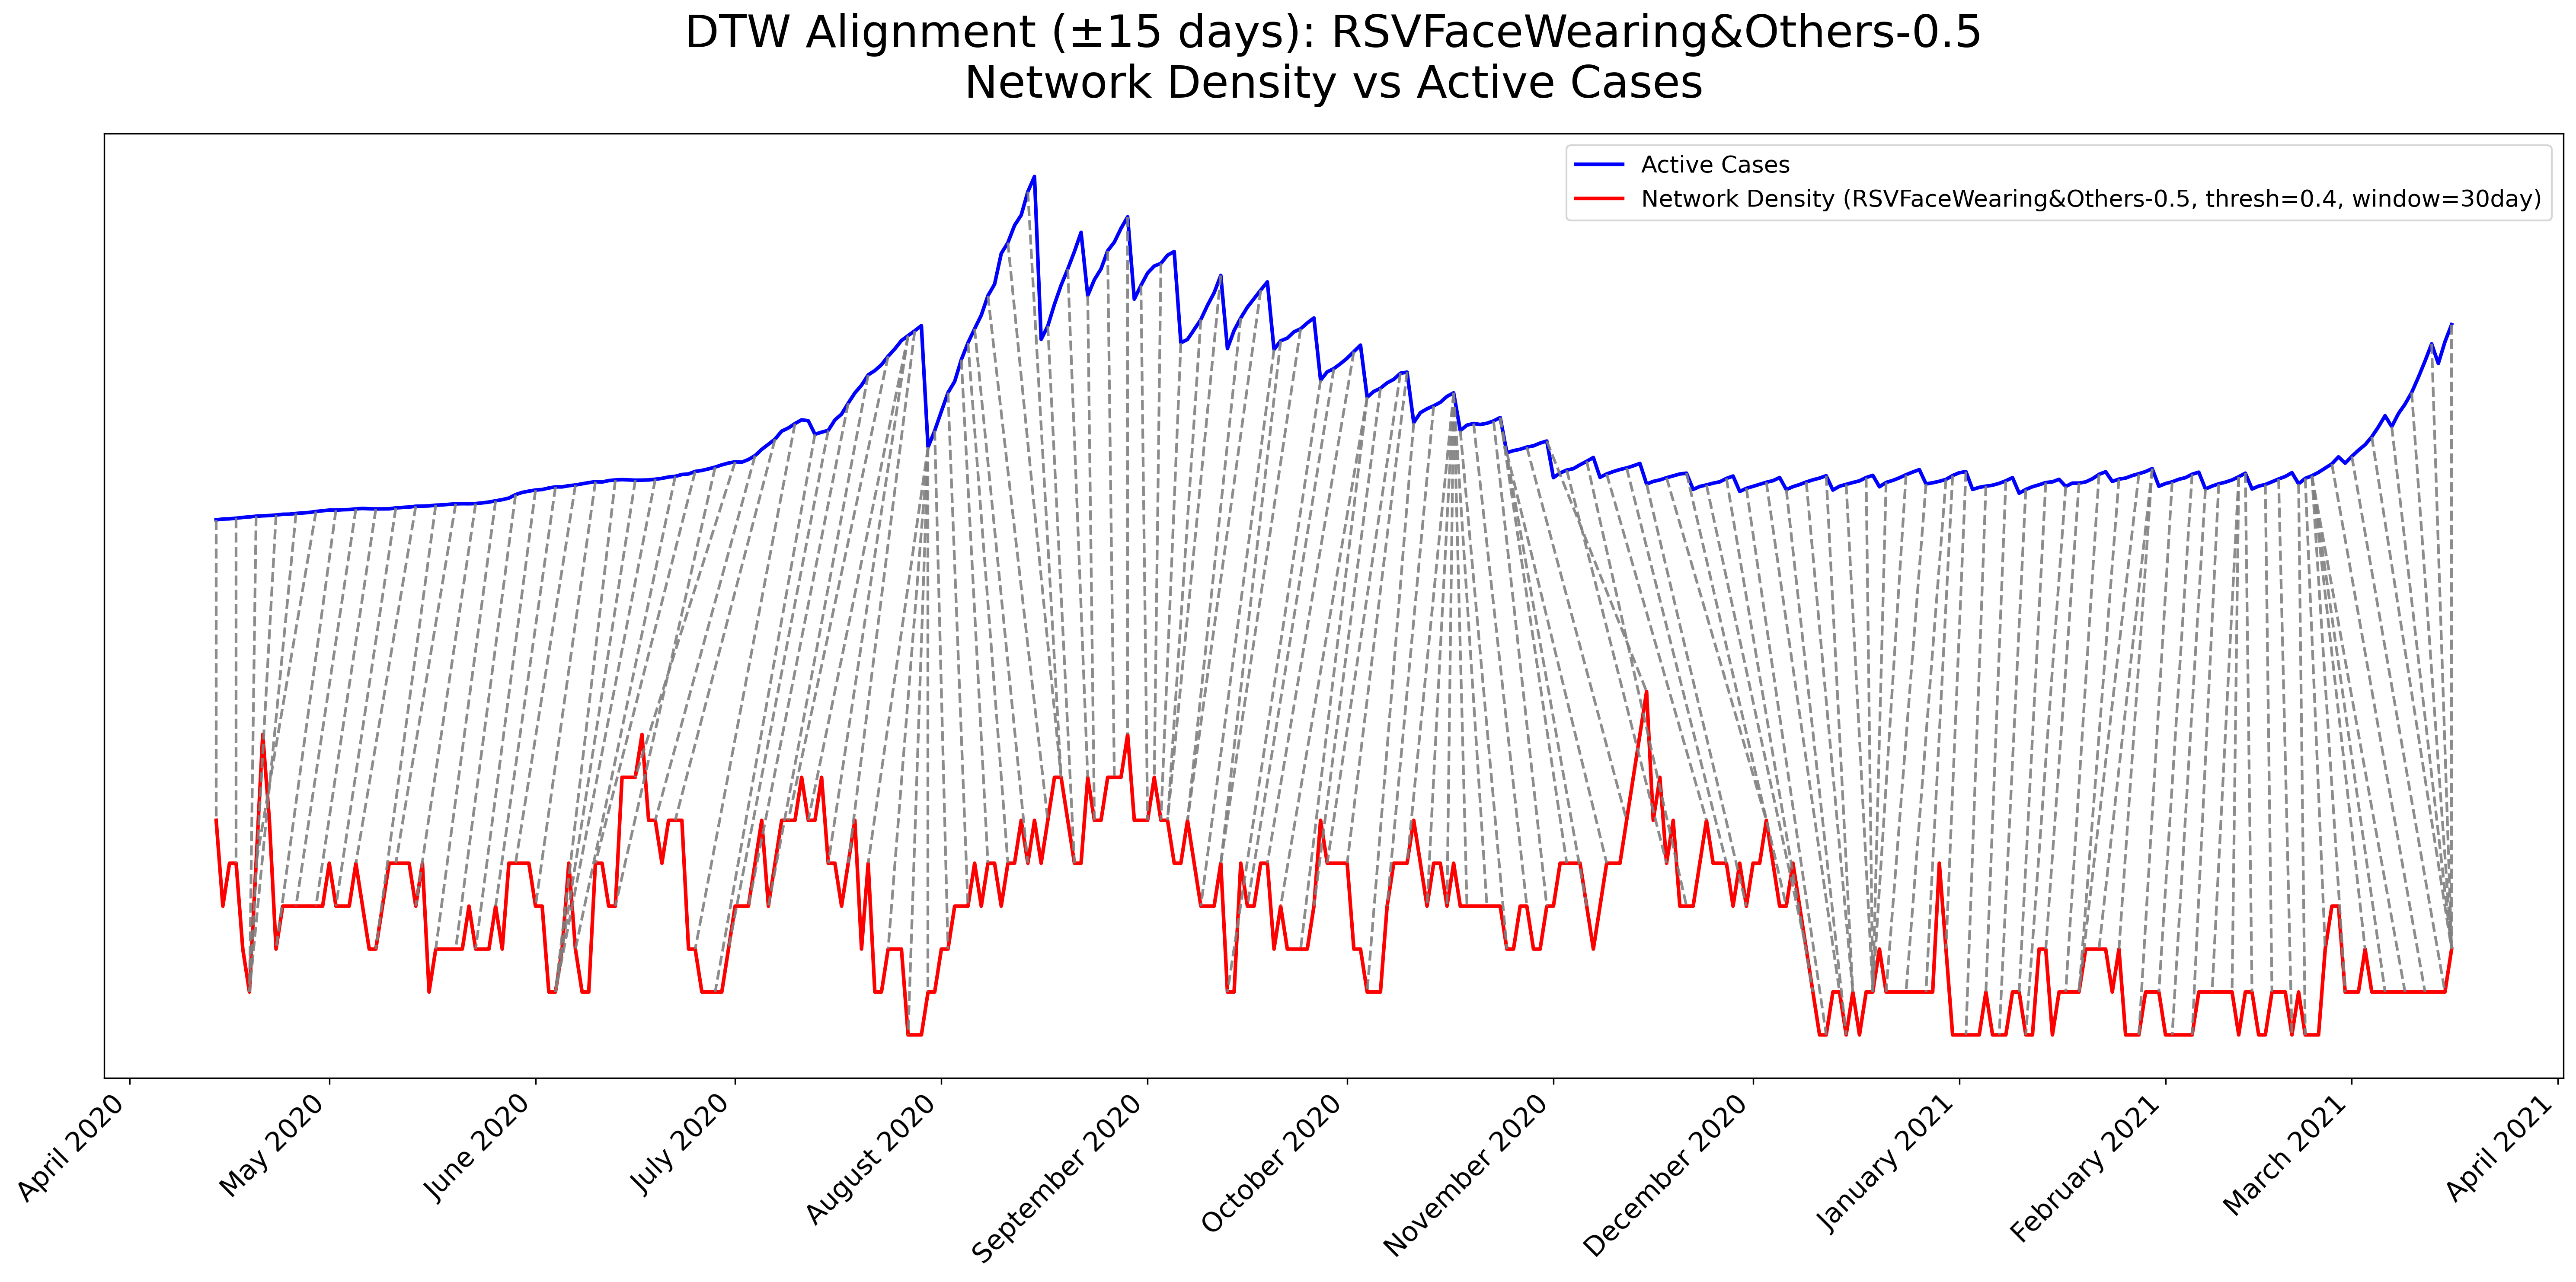 DTW Alignment (±15 days): RSVFaceWearing&Others-0.5
Network Density vs Active Cases
Active Cases
Network Density (RSVFaceWearing&Others-0.5, thresh=0.4, window=30day)
April 2020
May 2020
June 2020
July 2020
August 2020
September 2020
October 2020
November 2020
December 2020
January 2021
February 2021
March 2021
April 2021